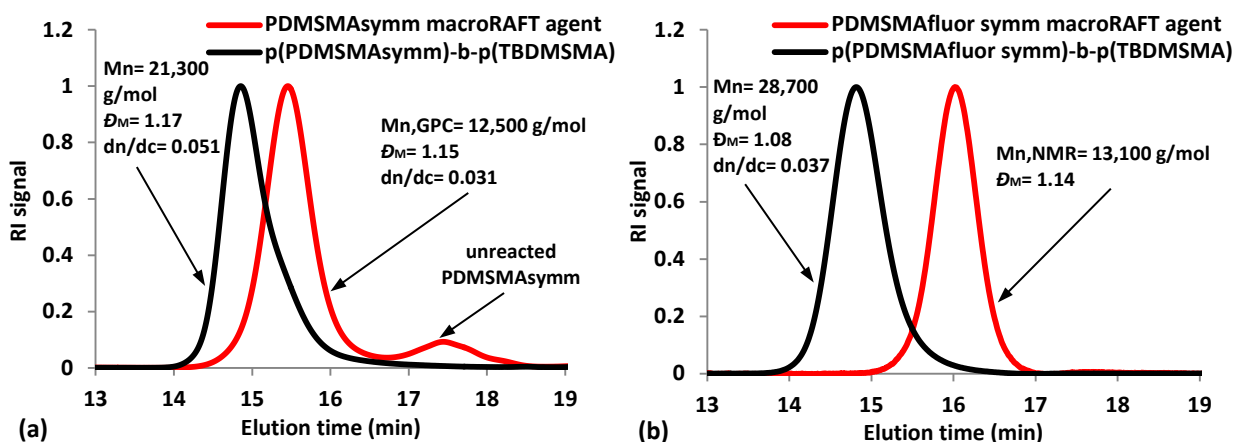 PDMSMAsymm macroRAFT agent
p(PDMSMAsymm)-b-p(TBDMSMA)
Mn= 21,300
g/mol
ĐM= 1.17
dn/dc= 0.051
Mn,GPC= 12,500 g/mol
ĐM= 1.15
dn/dc= 0.031
unreacted
PDMSMAsymm
RI signal
1.2
1
0.8
0.6
0.4
0.2
0
13 14 15 16 17 18 19
Elution time (min)
(a)
PDMSMAfluor symm macroRAFT agent
p(PDMSMAfluor symm)-b-p(TBDMSMA)
Mn= 28,700
g/mol
ĐM= 1.08
dn/dc= 0.037
Mn,NMR= 13,100 g/mol
ĐM= 1.14
RI signal
1.2
1
0.8
0.6
0.4
0.2
0
13 14 15 16 17 18 19
Elution time (min)
(b)